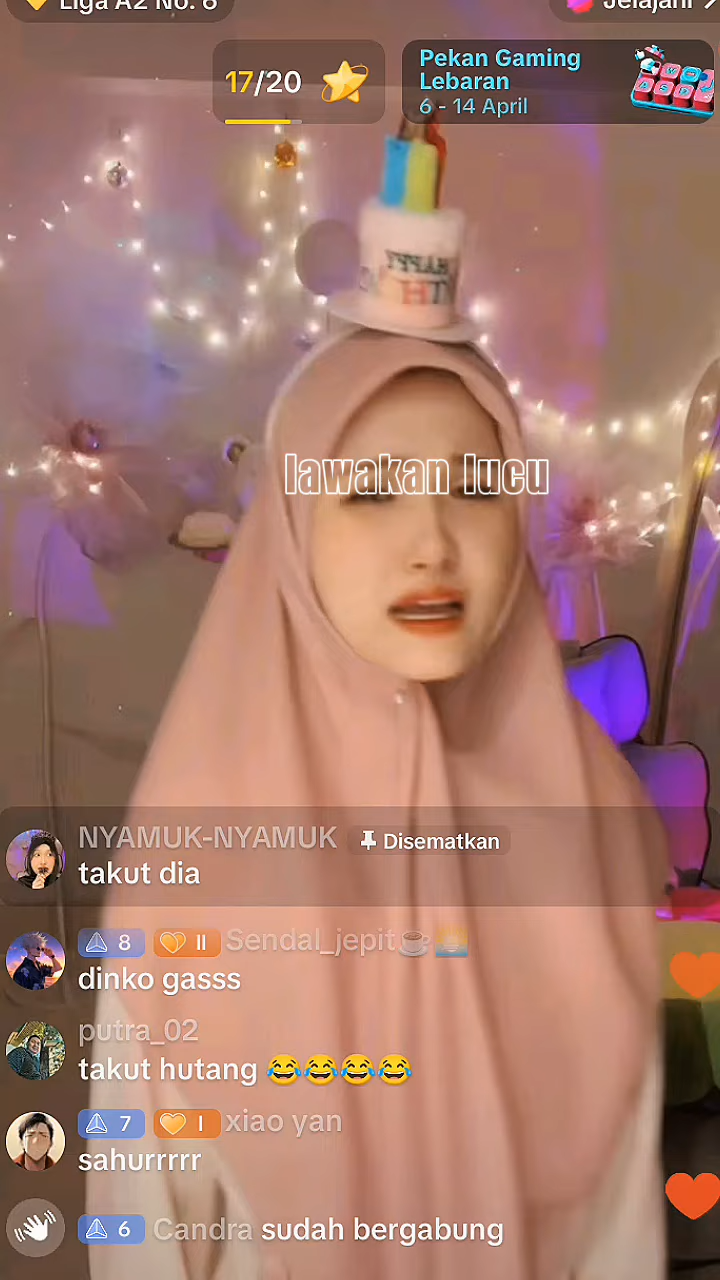 Liga A2 No. 6
Jelajahi
17/20
Pekan Gaming
Lebaran
6 - 14 April
lawakan lucu
NYAMUK-NYAMUK Disematkan
takut dia
8 II Sendal_jepit☕🌅
dinko gasss
putra_02
takut hutang 😂😂😂😂
7 I xiao yan
sahurrrrr
6 Candra sudah bergabung